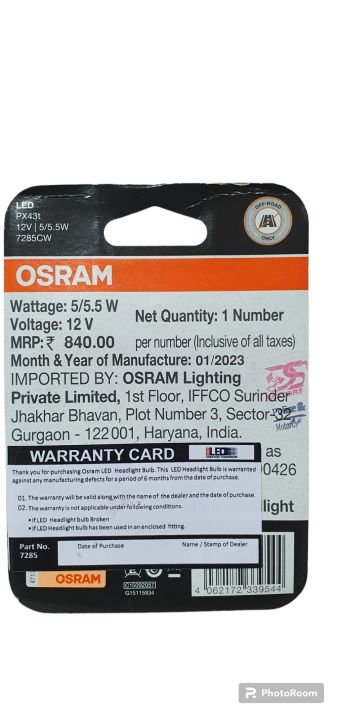 LED
PX43t
12V | 5/5.5W
7285CW
OFF-ROAD
ONLY
OSRAM
Wattage: 5/5.5 W
Voltage: 12 V
Net Quantity: 1 Number
MRP:₹ 840.00 per number (Inclusive of all taxes)
Month & Year of Manufacture: 01/2023
IMPORTED BY: OSRAM Lighting
Private Limited, 1st Floor, IFFCO Surinder
Jhakhar Bhavan, Plot Number 3, Sector-32,
Gurgaon - 122001, Haryana, India.
as
00426
light
WARRANTY CARD
LED
Thank you for purchasing Osram LED Headlight Bulb. This LED Headlight Bulb is warranted
against any manufacturing defects for a period of 6 months from the date of purchase.
01. The warranty will be valid along with the name of the dealer and the date of purchase.
02. The warranty is not applicable under following conditions.
• If LED Headlight bulb Broken
• If LED Headlight bulb has been used in an enclosed fitting.
Part No.
7285
Date of Purchase
Name / Stamp of Dealer
OSRAM
C15092057
G15115934
4 062172 339544
PhotoRoom